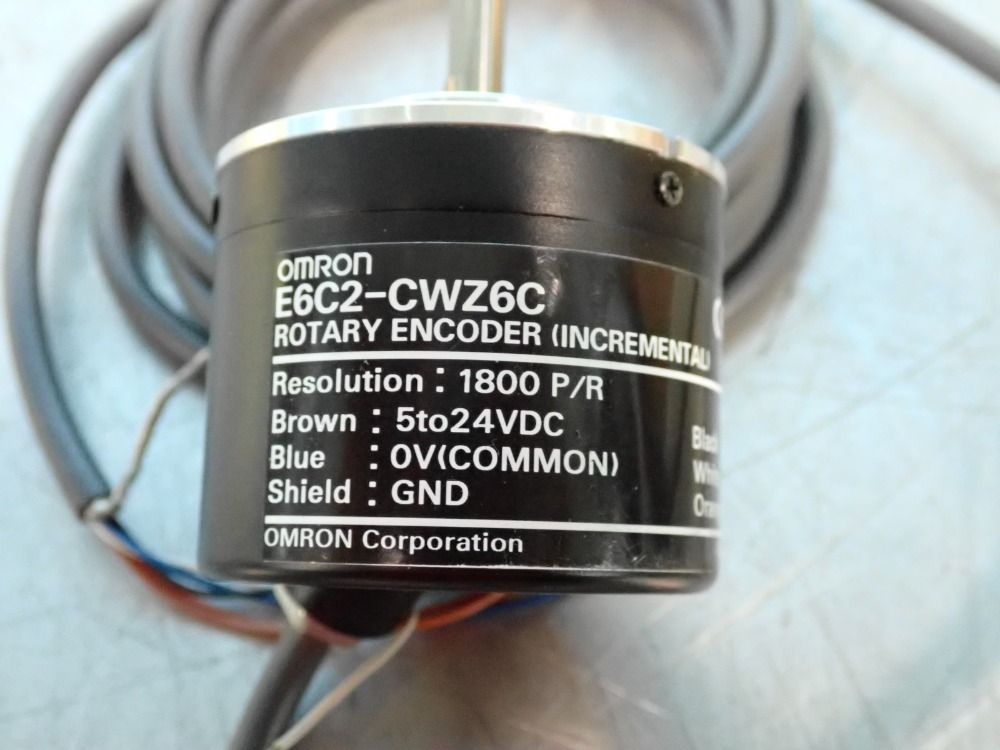 OMRON
E6C2-CWZ6C
ROTARY ENCODER (INCREMENTAL)
Resolution : 1800 P/R
Brown : 5to24VDC
Blue : 0V(COMMON)
Shield : GND
OMRON Corporation